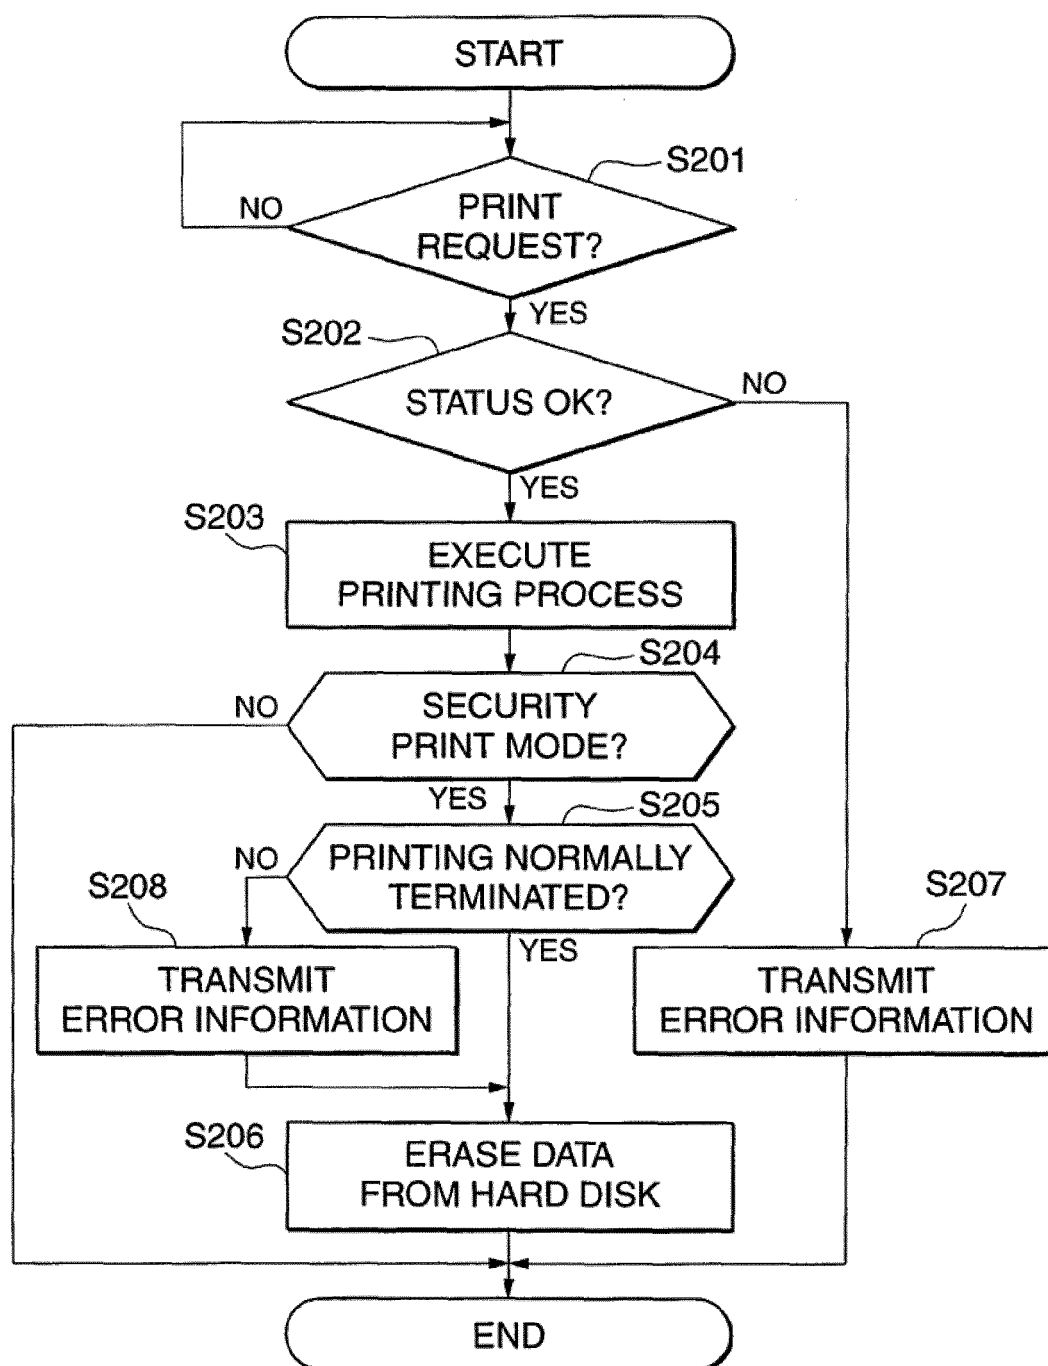 START
S201
NO
PRINT
REQUEST?
YES
S202
NO
STATUS OK?
YES
S203
EXECUTE
PRINTING PROCESS
S204
NO
SECURITY
PRINT MODE?
YES
S205
NO
PRINTING NORMALLY
TERMINATED?
S208
S207
YES
TRANSMIT
ERROR INFORMATION
TRANSMIT
ERROR INFORMATION
S206
ERASE DATA
FROM HARD DISK
END